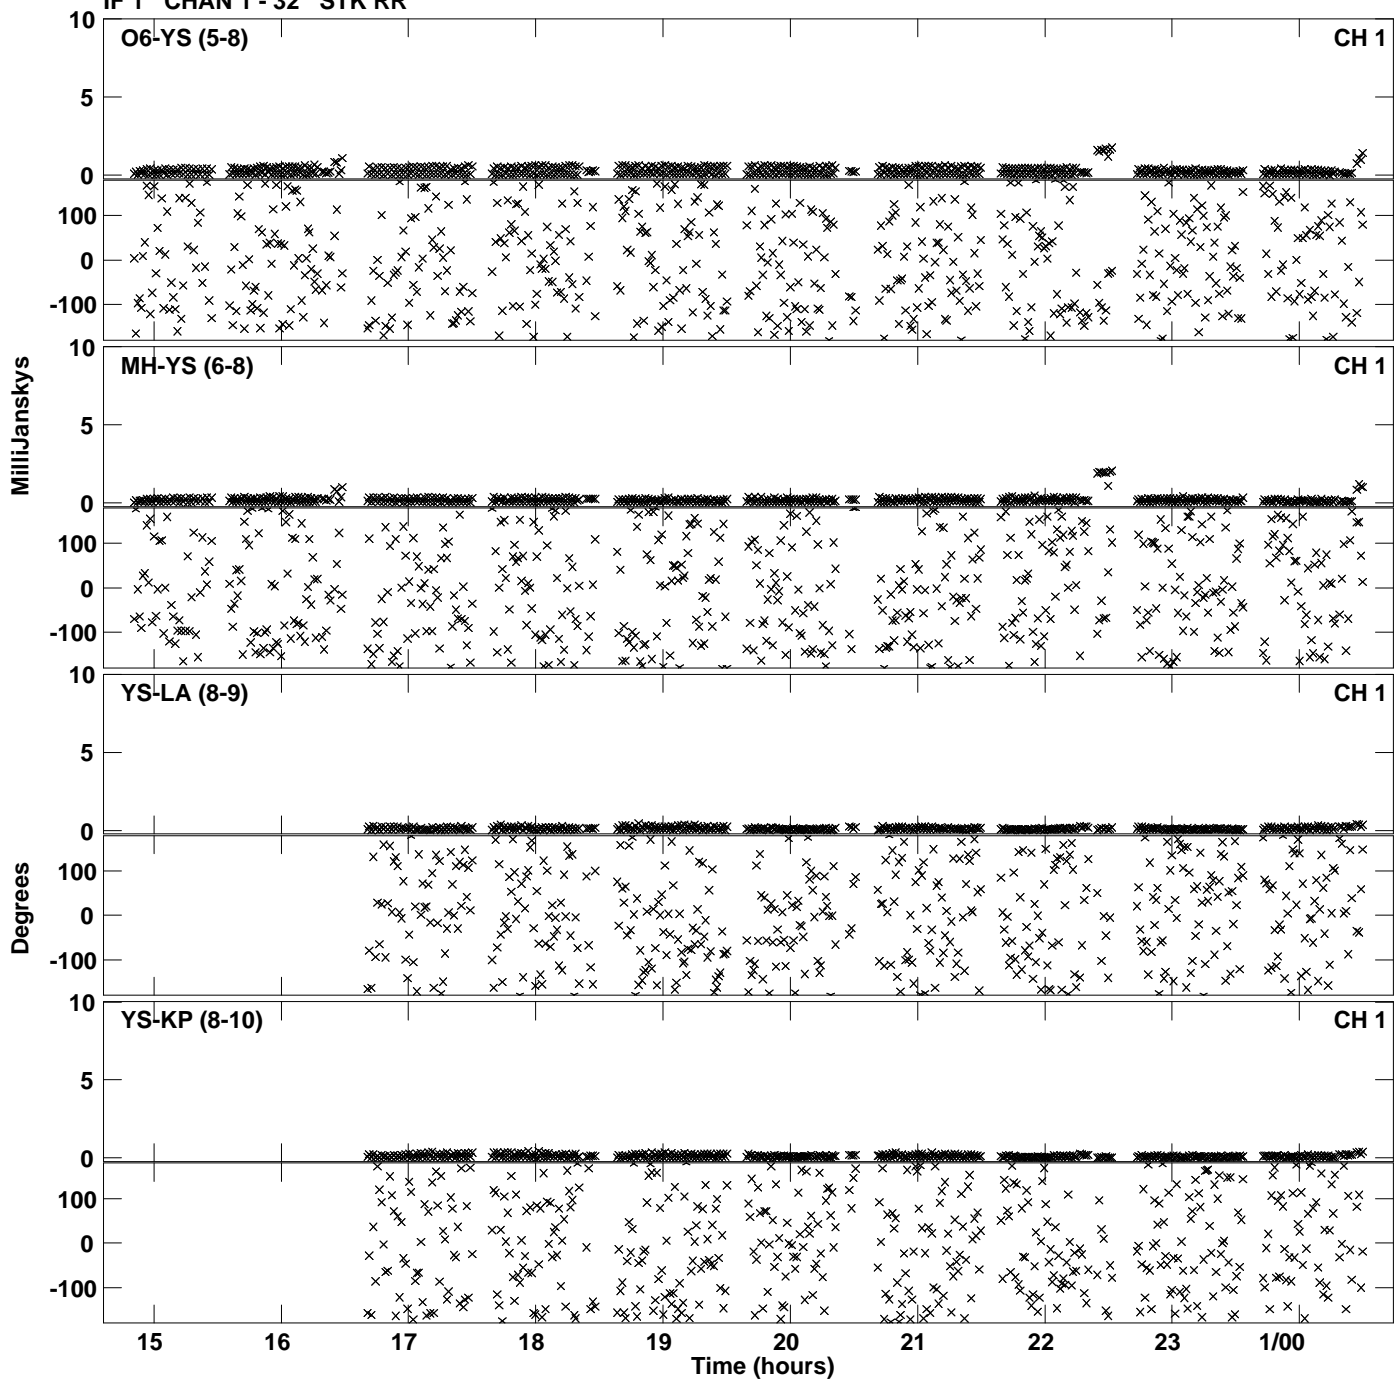 IF 1 CHAN 1 - 32 STK RR
10
O6-YS (5-8) CH 1
5
0
100
0
-100
10
MH-YS (6-8) CH 1
5
0
100
0
-100
MilliJanskys
10
YS-LA (8-9) CH 1
5
0
100
0
-100
Degrees
10
YS-KP (8-10) CH 1
5
0
100
0
-100
15 16 17 18 19 20 21 22 23 1/00
Time (hours)